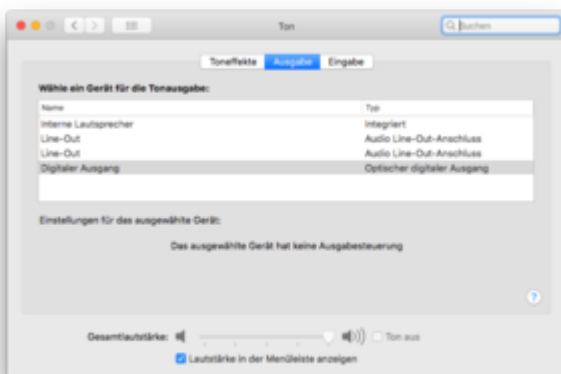 Ton
Suchen
Toneffekte Ausgabe Eingabe
Wähle ein Gerät für die Tonausgabe:
Name Typ
Interne Lautsprecher Integriert
Line-Out Audio Line-Out-Anschluss
Line-Out Audio Line-Out-Anschluss
Digitaler Ausgang Optischer digitaler Ausgang
Einstellungen für das ausgewählte Gerät:
Das ausgewählte Gerät hat keine Ausgabesteuerung
?
Gesamtlautstärke: Ton aus
Lautstärke in der Menüleiste anzeigen